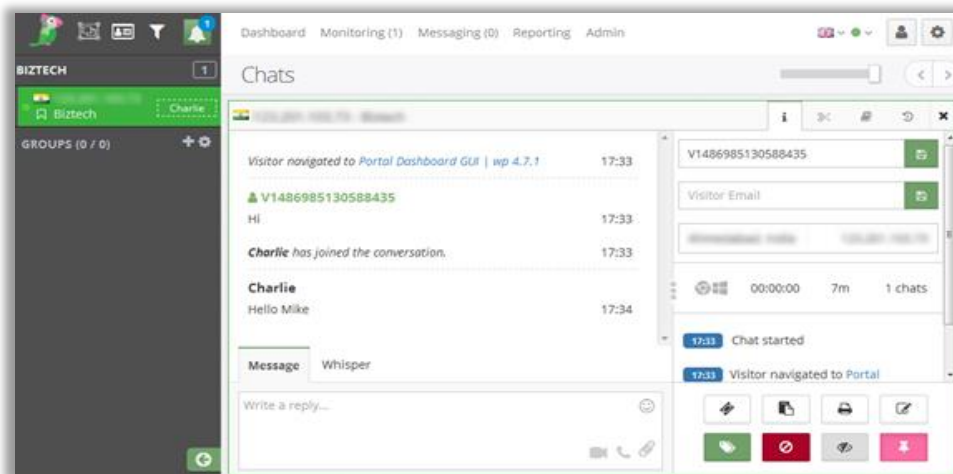 1
Dashboard Monitoring (1) Messaging (0) Reporting Admin
BIZTECH 1
Chats
Biztech Charlie
GROUPS (0 / 0)
Visitor navigated to Portal Dashboard GUI | wp 4.7.1 17:33
V1486985130588435
Hi 17:33
Charlie has joined the conversation. 17:33
Charlie
Hello Mike 17:34
Message Whisper
Write a reply...
i
V1486985130588435
Visitor Email
00:00:00 7m 1 chats
17:33 Chat started
17:33 Visitor navigated to Portal